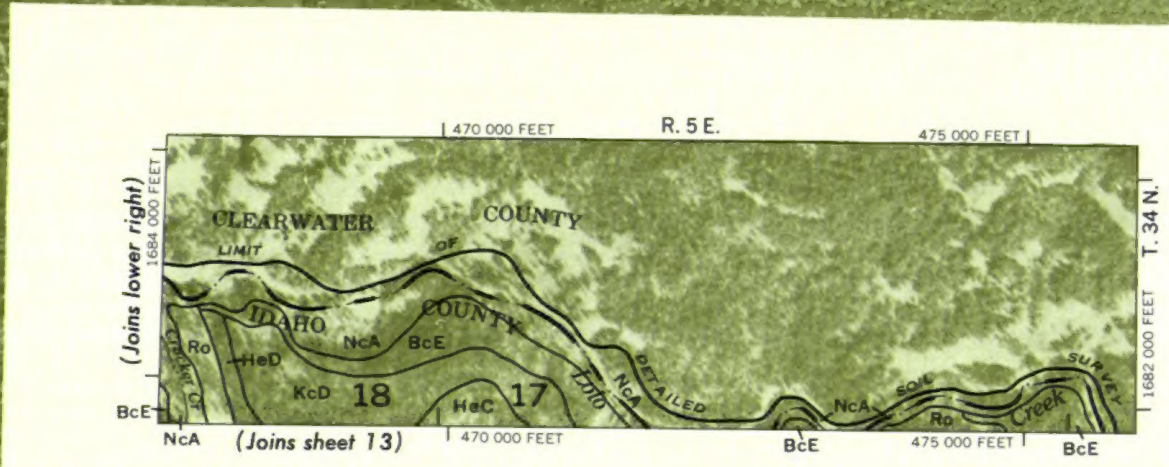 R. 5 E.
470 000 FEET
475 000 FEET
(Joins lower right)
1684 000 FEET
T. 34 N.
1682 000 FEET
CLEARWATER COUNTY
LIMIT OF DETAILED SOIL SURVEY
IDAHO COUNTY
NcA
BcE
Ro
HeD
Cracker Cr
KcD
18
HeC
17
Lolo Creek
NcA
NcA
Ro
BcE
NcA
(Joins sheet 13)
470 000 FEET
BcE
475 000 FEET
BcE